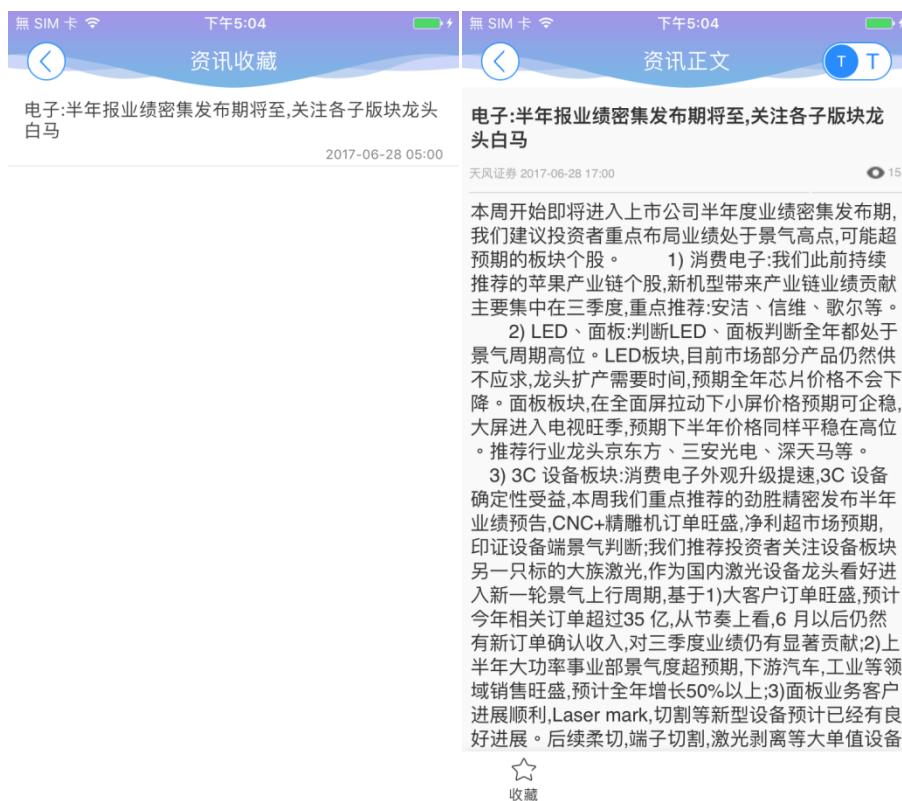 無 SIM 卡 下午5:04
资讯收藏
电子:半年报业绩密集发布期将至,关注各子版块龙头
白马
2017-06-28 05:00
無 SIM 卡 下午5:04
资讯正文
T T
电子:半年报业绩密集发布期将至,关注各子版块龙
头白马
天风证券 2017-06-28 17:00 15
本周开始即将进入上市公司半年度业绩密集发布期,
我们建议投资者重点布局业绩处于景气高点,可能超
预期的板块个股。 1) 消费电子:我们此前持续
推荐的苹果产业链个股,新机型带来产业链业绩贡献
主要集中在三季度,重点推荐:安洁、信维、歌尔等。
2) LED、面板:判断LED、面板判断全年都处于
景气周期高位。LED板块,目前市场部分产品仍然供
不应求,龙头扩产需要时间,预期全年芯片价格不会下
降。面板板块,在全面屏拉动下小屏价格预期可企稳,
大屏进入电视旺季,预期下半年价格同样平稳在高位
。推荐行业龙头京东方、三安光电、深天马等。
3) 3C 设备板块:消费电子外观升级提速,3C 设备
确定性受益,本周我们重点推荐的劲胜精密发布半年
业绩预告,CNC+精雕机订单旺盛,净利超市场预期,
印证设备端景气判断;我们推荐投资者关注设备板块
另一只标的大族激光,作为国内激光设备龙头看好进
入新一轮景气上行周期,基于1)大客户订单旺盛,预计
今年相关订单超过35 亿,从节奏上看,6 月以后仍然
有新订单确认收入,对三季度业绩仍有显著贡献;2)上
半年大功率事业部景气度超预期,下游汽车,工业等领
域销售旺盛,预计全年增长50%以上;3)面板业务客户
进展顺利,Laser mark,切割等新型设备预计已经有良
好进展。后续柔切,端子切割,激光剥离等大单值设备
收藏